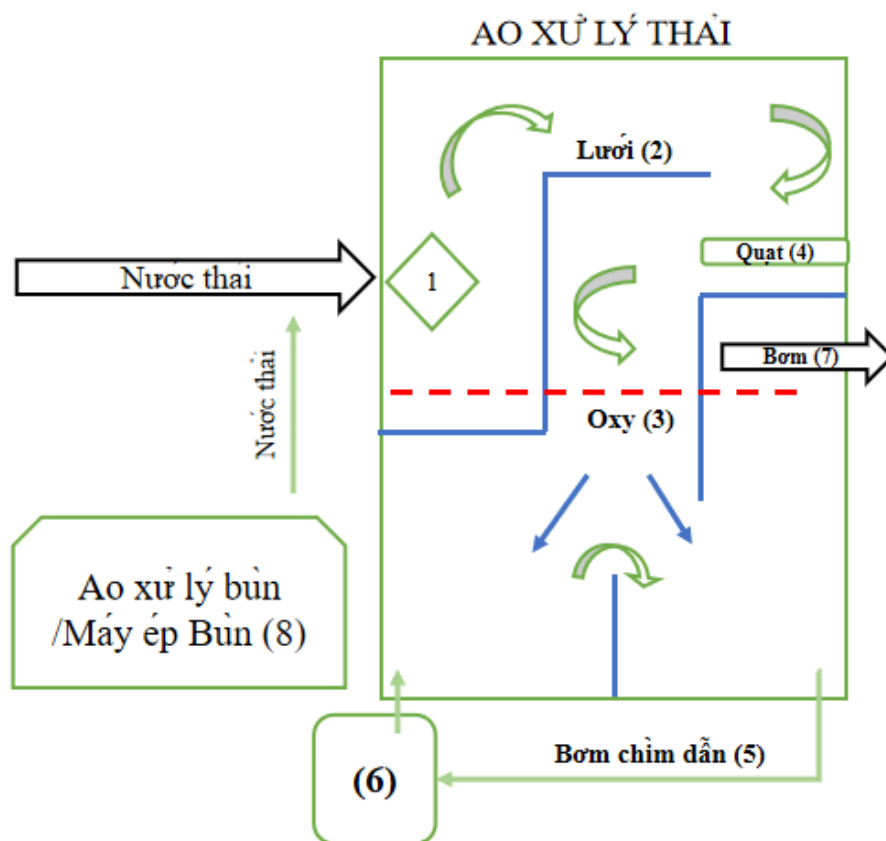 AO XỬ LÝ THẢI
Lưới (2)
Quạt (4)
Nước thải
1
Bơm (7)
Nước thải
Oxy (3)
Ao xử lý bùn
/Máy ép Bùn (8)
Bơm chìm dẫn (5)
(6)